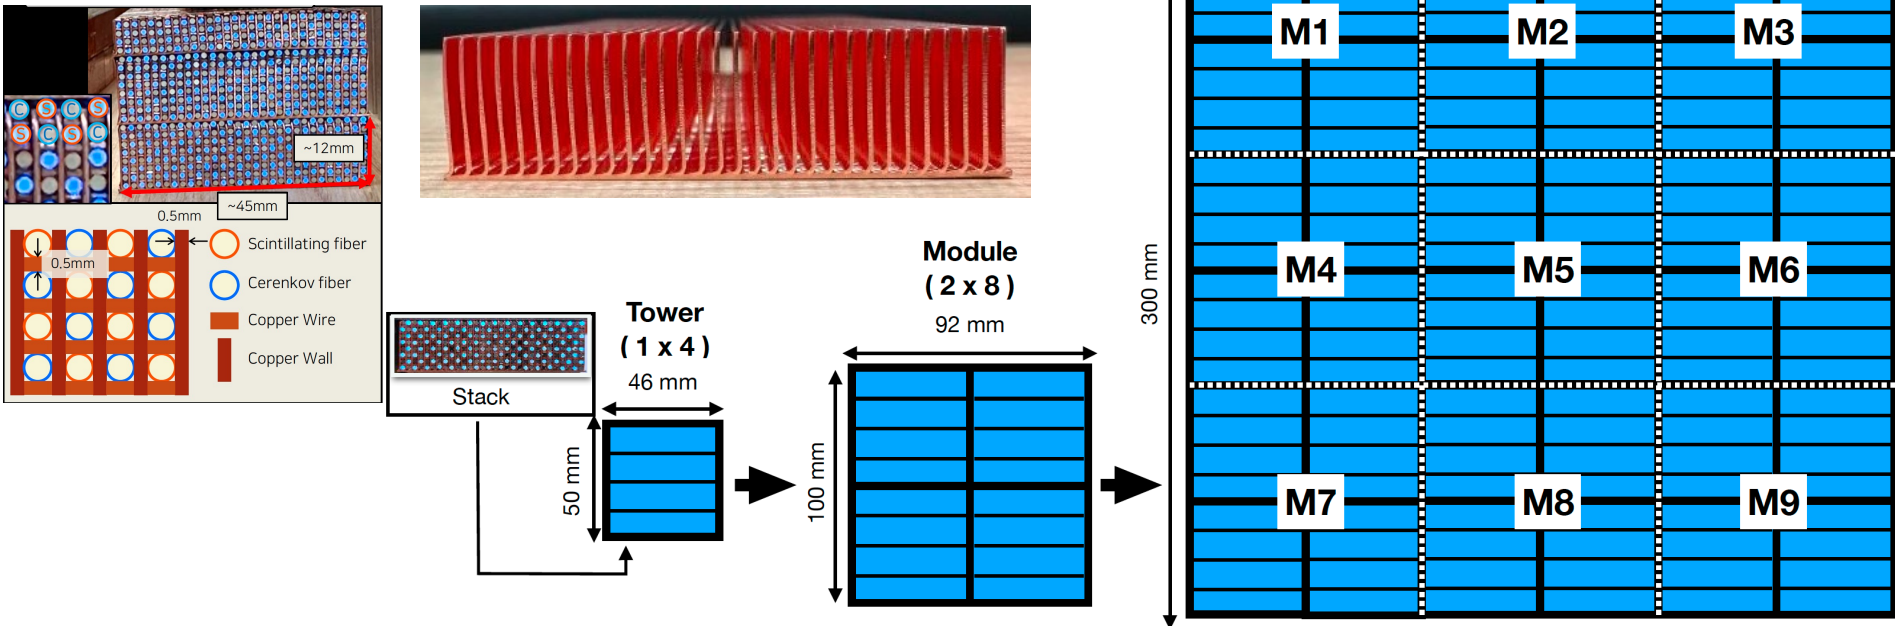 C S C S
S C S C
~12mm
~45mm
0.5mm
0.5mm
Scintillating fiber
Cerenkov fiber
Copper Wire
Copper Wall
Stack
Tower
( 1 x 4 )
46 mm
50 mm
Module
( 2 x 8 )
92 mm
100 mm
300 mm
M1 M2 M3
M4 M5 M6
M7 M8 M9